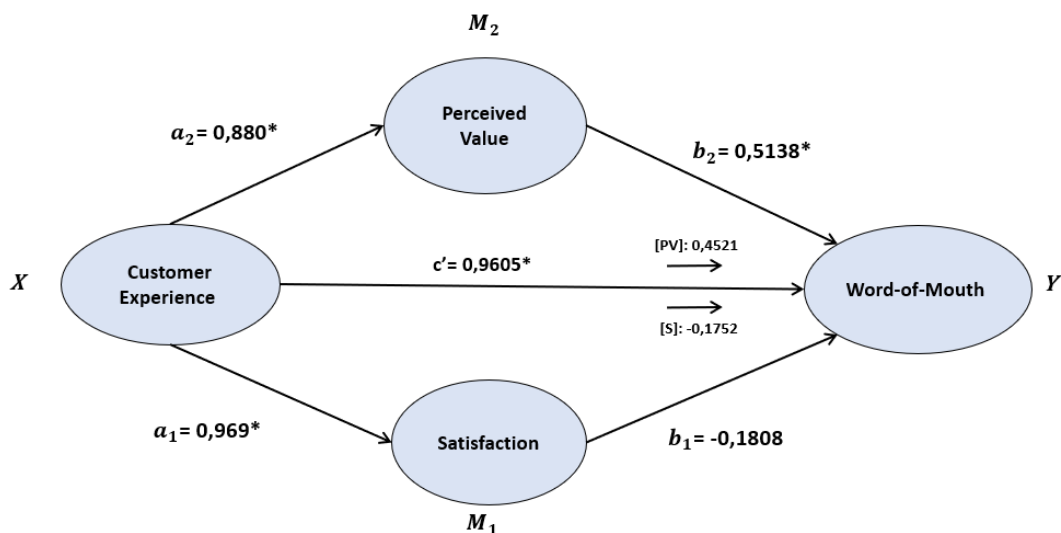 M₂
Perceived
Value
a₂= 0,880*
b₂ = 0,5138*
[PV]: 0,4521
X
Customer
Experience
c’= 0,9605*
Word-of-Mouth
Y
[S]: -0,1752
a₁= 0,969*
Satisfaction
b₁= -0,1808
M₁